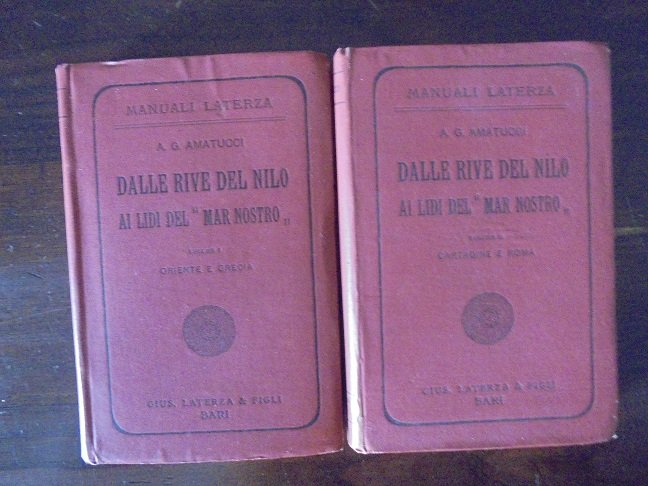 MANUALI LATERZA
A. G. AMATUCCI
DALLE RIVE DEL NILO
AI LIDI DEL "MAR NOSTRO„
VOLUME I
ORIENTE E GRECIA
GIUS. LATERZA & FIGLI
BARI
MANUALI LATERZA
A. G. AMATUCCI
DALLE RIVE DEL NILO
AI LIDI DEL "MAR NOSTRO„
CARTAGINE E ROMA
GIUS. LATERZA & FIGLI
BARI